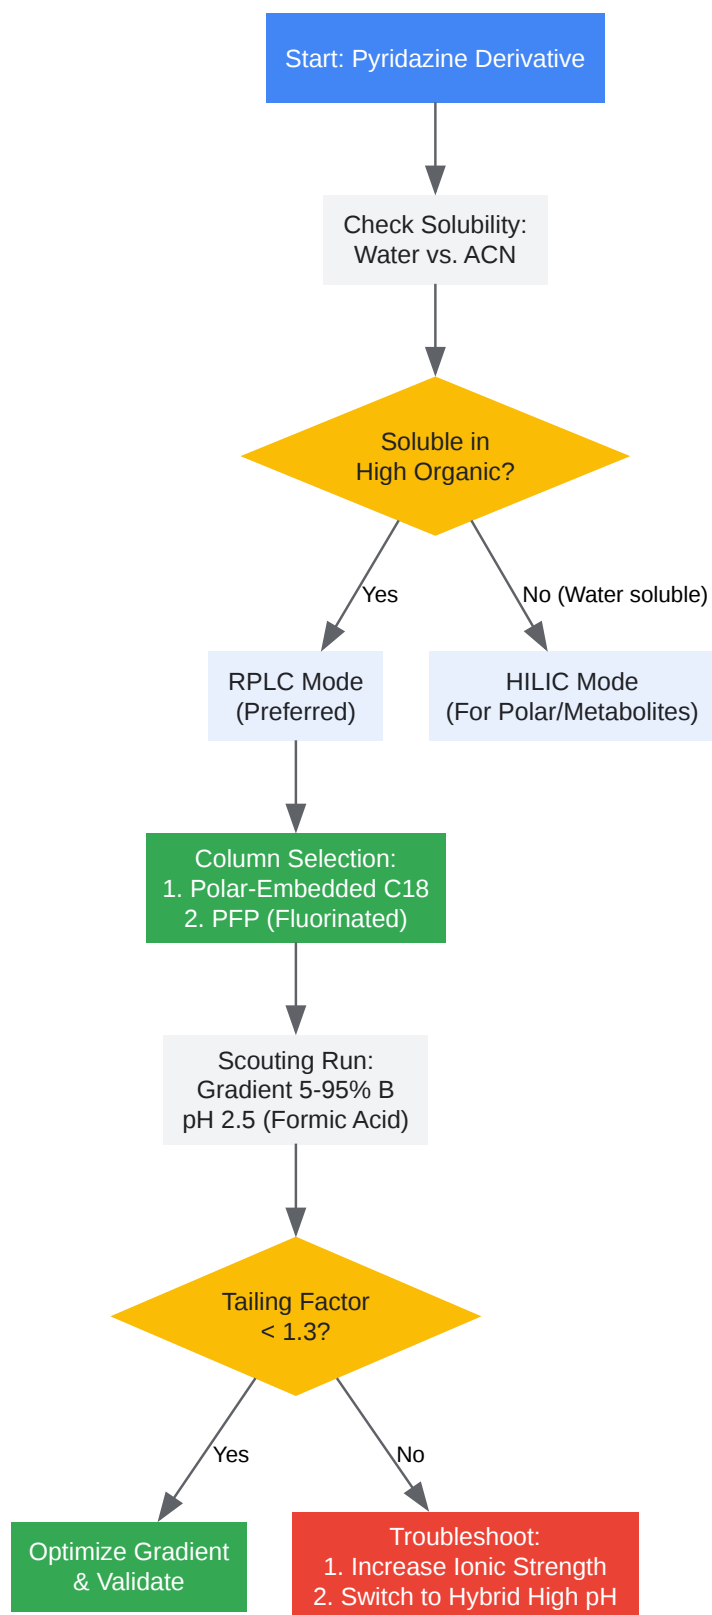 Start: Pyridazine Derivative
Check Solubility:
Water vs. ACN
Soluble in
High Organic?
Yes
No (Water soluble)
RPLC Mode
(Preferred)
HILIC Mode
(For Polar/Metabolites)
Column Selection:
1. Polar-Embedded C18
2. PFP (Fluorinated)
Scouting Run:
Gradient 5-95% B
pH 2.5 (Formic Acid)
Tailing Factor
< 1.3?
Yes
No
Optimize Gradient
& Validate
Troubleshoot:
1. Increase Ionic Strength
2. Switch to Hybrid High pH